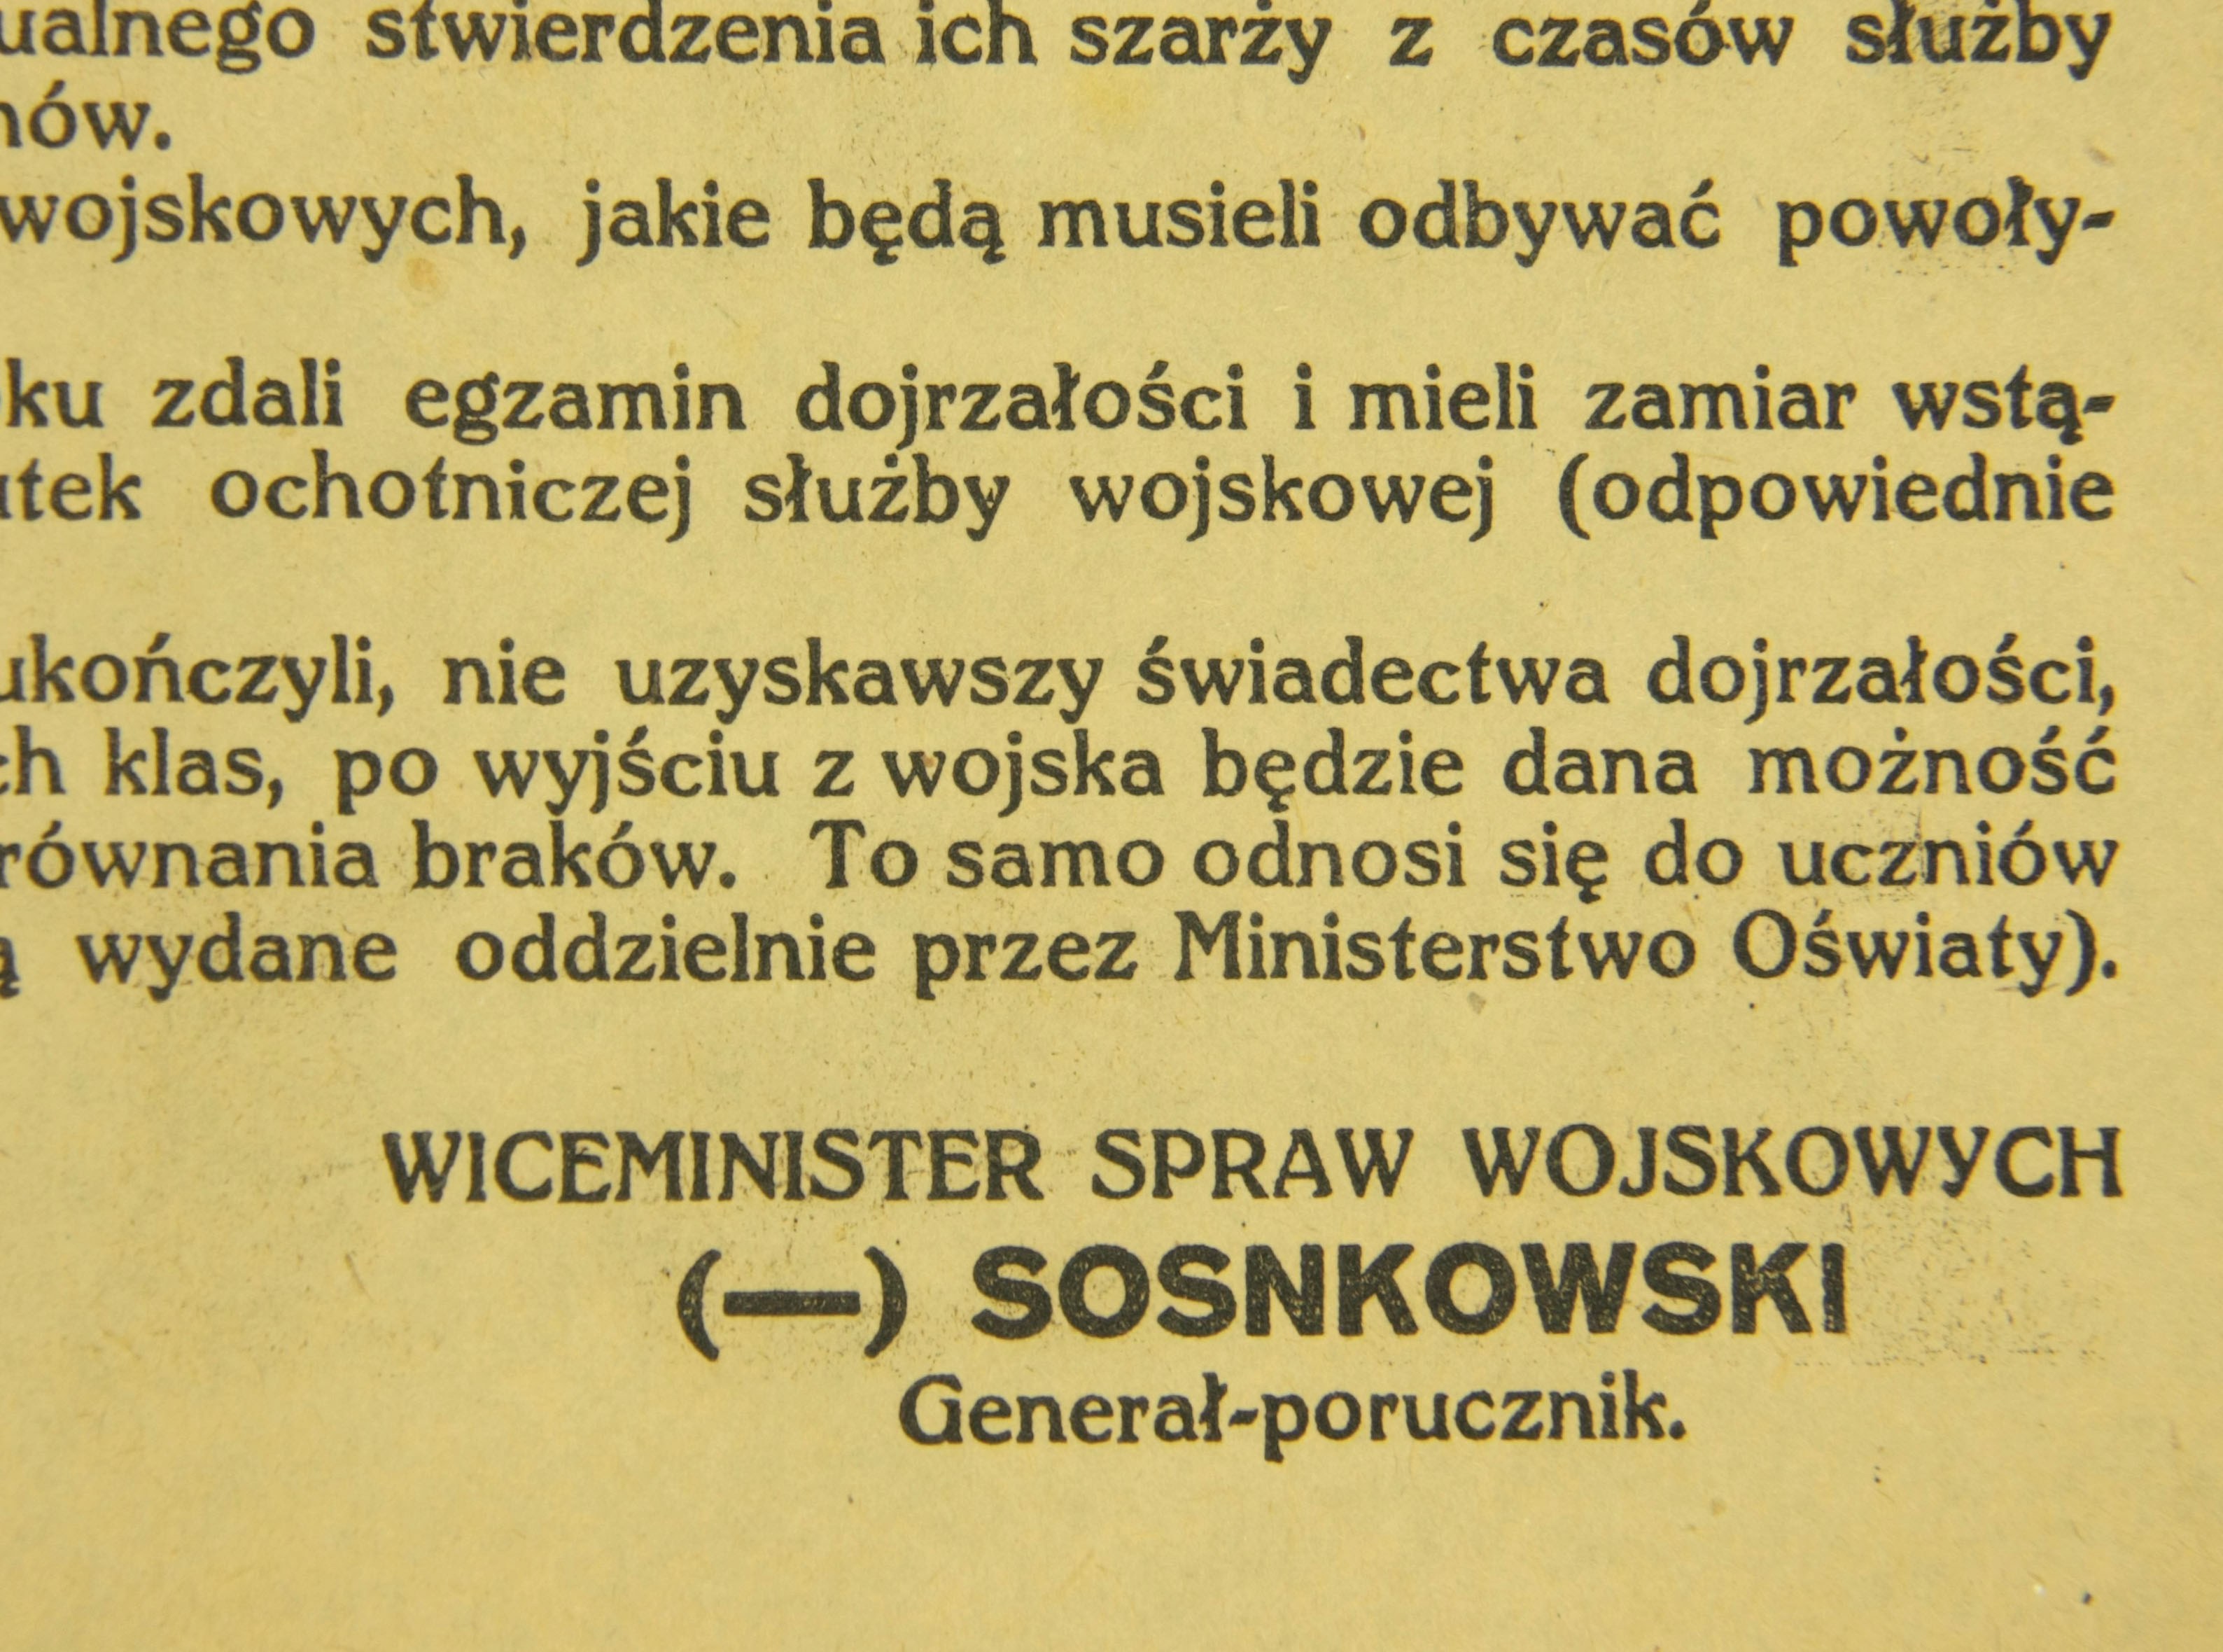 ualnego stwierdzenia ich szarży z czasów służby
nów.
wojskowych, jakie będą musieli odbywać powoły-
ku zdali egzamin dojrzałości i mieli zamiar wstą-
tek ochotniczej służby wojskowej (odpowiednie
ukończyli, nie uzyskawszy świadectwa dojrzałości,
ch klas, po wyjściu z wojska będzie dana możność
równania braków. To samo odnosi się do uczniów
ą wydane oddzielnie przez Ministerstwo Oświaty).
WICEMINISTER SPRAW WOJSKOWYCH
(—) SOSNKOWSKI
Generał-porucznik.